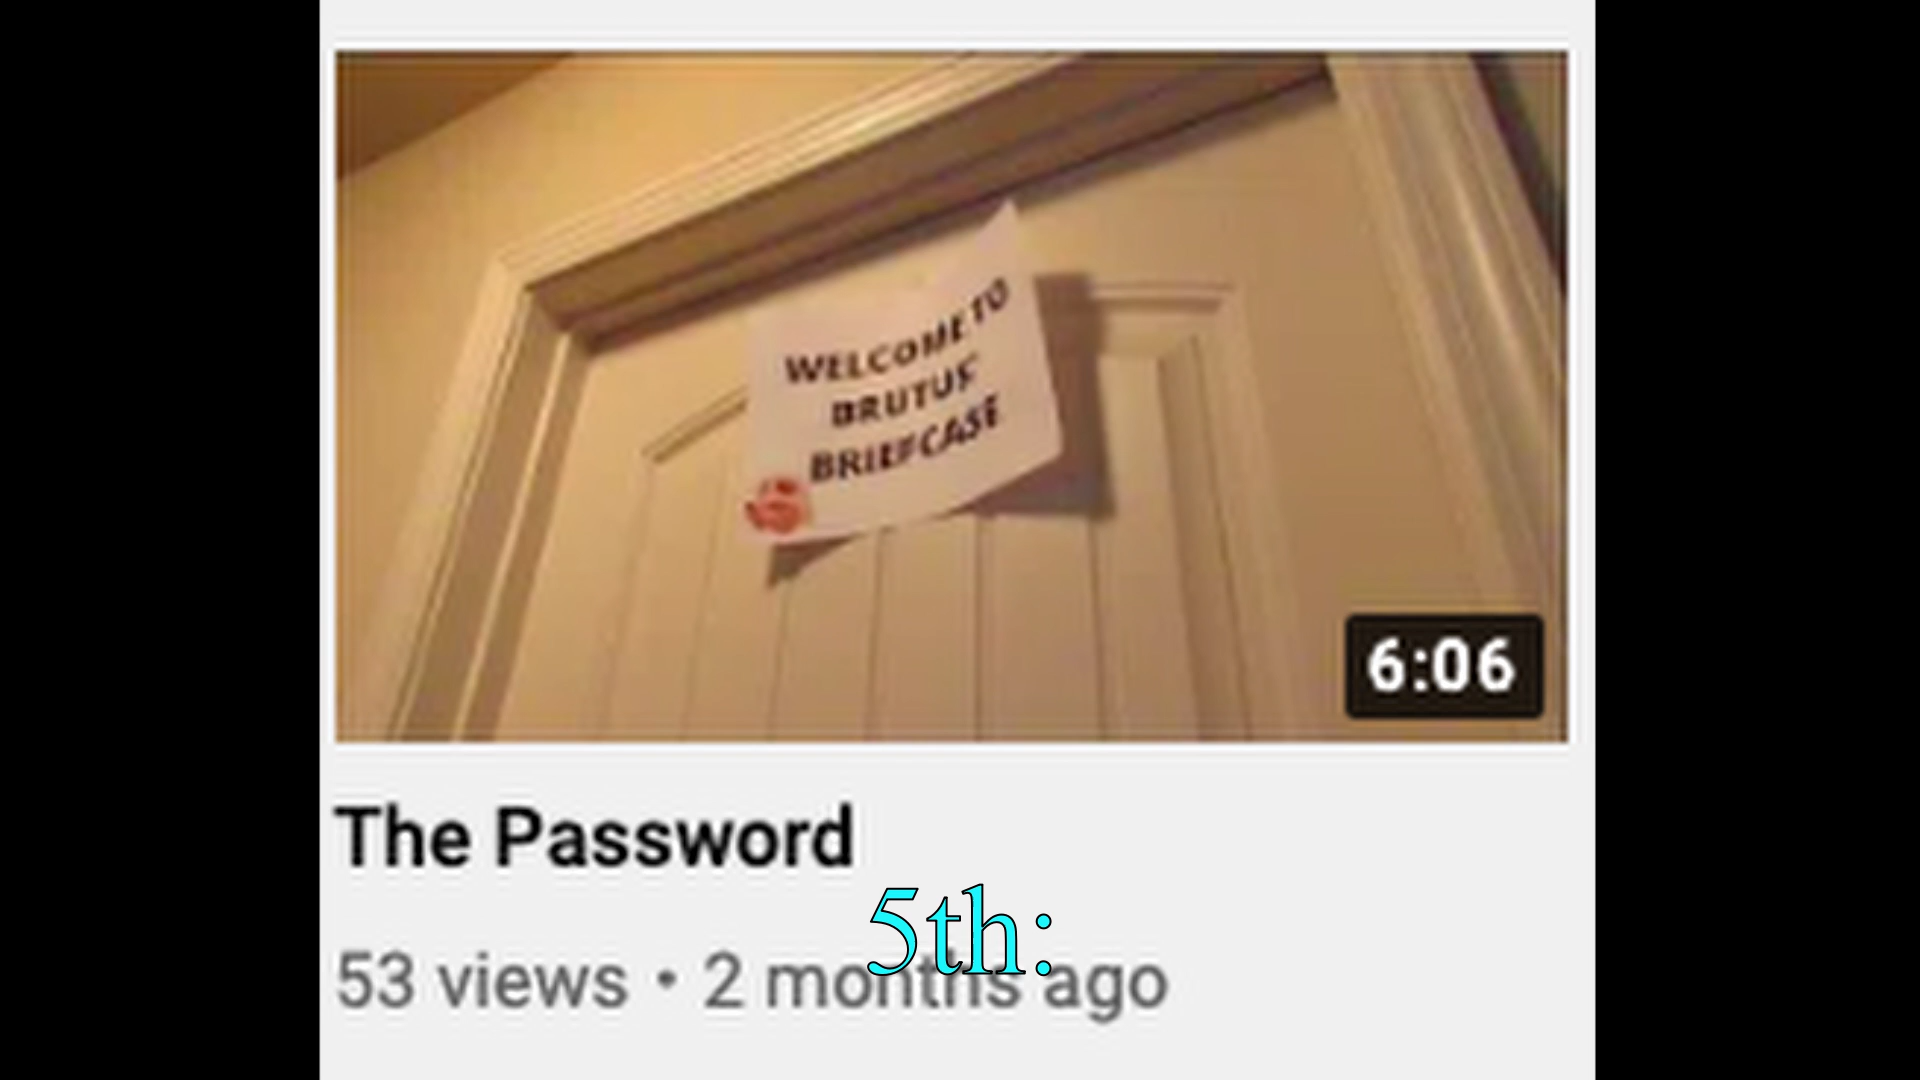 WELCOME TO
BRUTUS
BRIEFCASE
6:06
The Password
5th:
53 views • 2 months ago